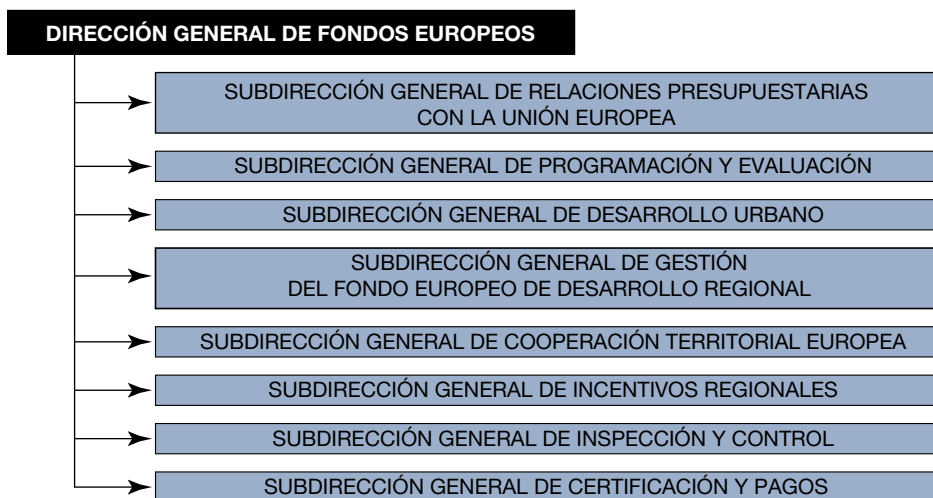 DIRECCIÓN GENERAL DE FONDOS EUROPEOS
SUBDIRECCIÓN GENERAL DE RELACIONES PRESUPUESTARIAS
CON LA UNIÓN EUROPEA
SUBDIRECCIÓN GENERAL DE PROGRAMACIÓN Y EVALUACIÓN
SUBDIRECCIÓN GENERAL DE DESARROLLO URBANO
SUBDIRECCIÓN GENERAL DE GESTIÓN
DEL FONDO EUROPEO DE DESARROLLO REGIONAL
SUBDIRECCIÓN GENERAL DE COOPERACIÓN TERRITORIAL EUROPEA
SUBDIRECCIÓN GENERAL DE INCENTIVOS REGIONALES
SUBDIRECCIÓN GENERAL DE INSPECCIÓN Y CONTROL
SUBDIRECCIÓN GENERAL DE CERTIFICACIÓN Y PAGOS